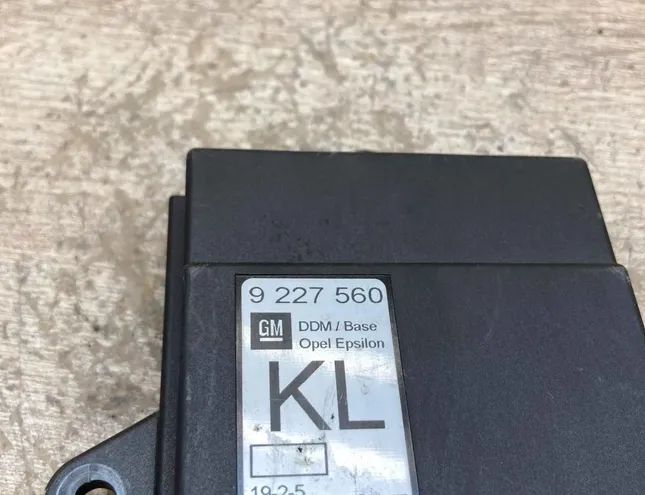 9 227 560
GM DDM / Base
Opel Epsilon
KL
19-2-5